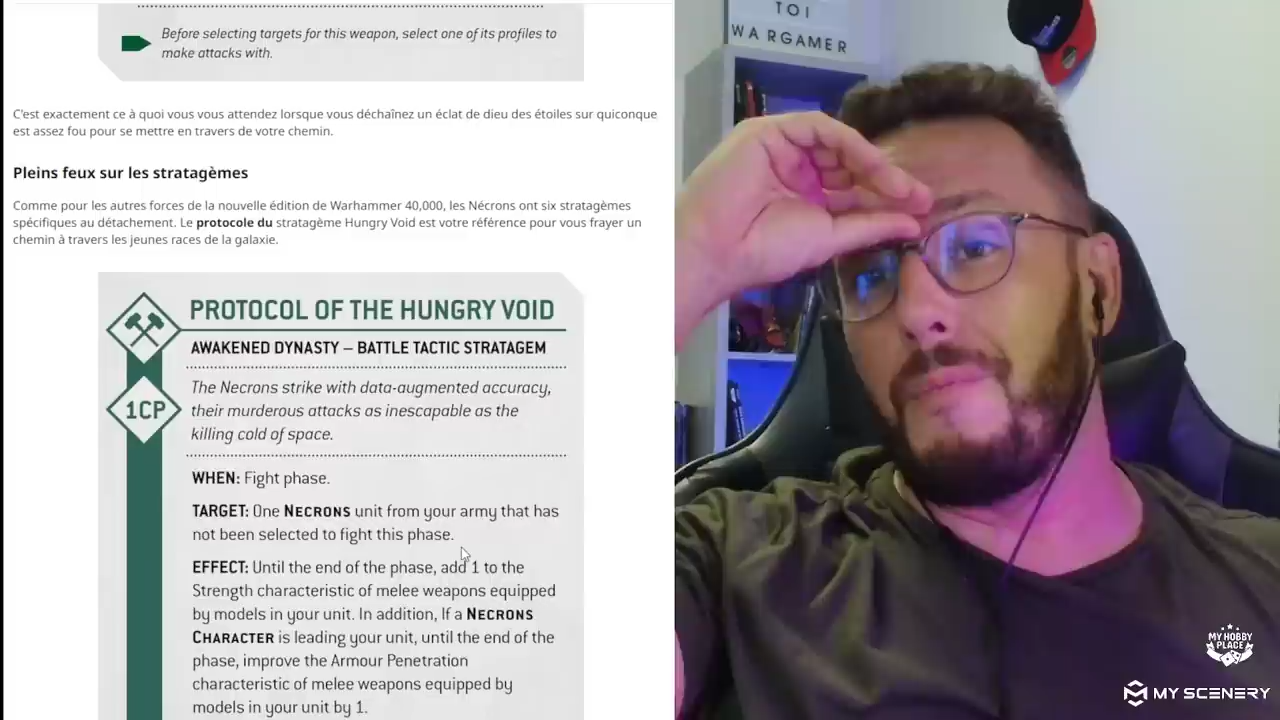 Before selecting targets for this weapon, select one of its profiles to
make attacks with.
C'est exactement ce à quoi vous vous attendez lorsque vous déchaînez un éclat de dieu des étoiles sur quiconque
est assez fou pour se mettre en travers de votre chemin.
Pleins feux sur les stratagèmes
Comme pour les autres forces de la nouvelle édition de Warhammer 40,000, les Nécrons ont six stratagèmes
spécifiques au détachement. Le protocole du stratagème Hungry Void est votre référence pour vous frayer un
chemin à travers les jeunes races de la galaxie.
PROTOCOL OF THE HUNGRY VOID
AWAKENED DYNASTY – BATTLE TACTIC STRATAGEM
1CP
The Necrons strike with data-augmented accuracy,
their murderous attacks as inescapable as the
killing cold of space.
WHEN: Fight phase.
TARGET: One NECRONS unit from your army that has
not been selected to fight this phase.
EFFECT: Until the end of the phase, add 1 to the
Strength characteristic of melee weapons equipped
by models in your unit. In addition, If a NECRONS
CHARACTER is leading your unit, until the end of the
phase, improve the Armour Penetration
characteristic of melee weapons equipped by
models in your unit by 1.
TOI
WARGAMER
MY HOBBY
PLACE
MY SCENERY